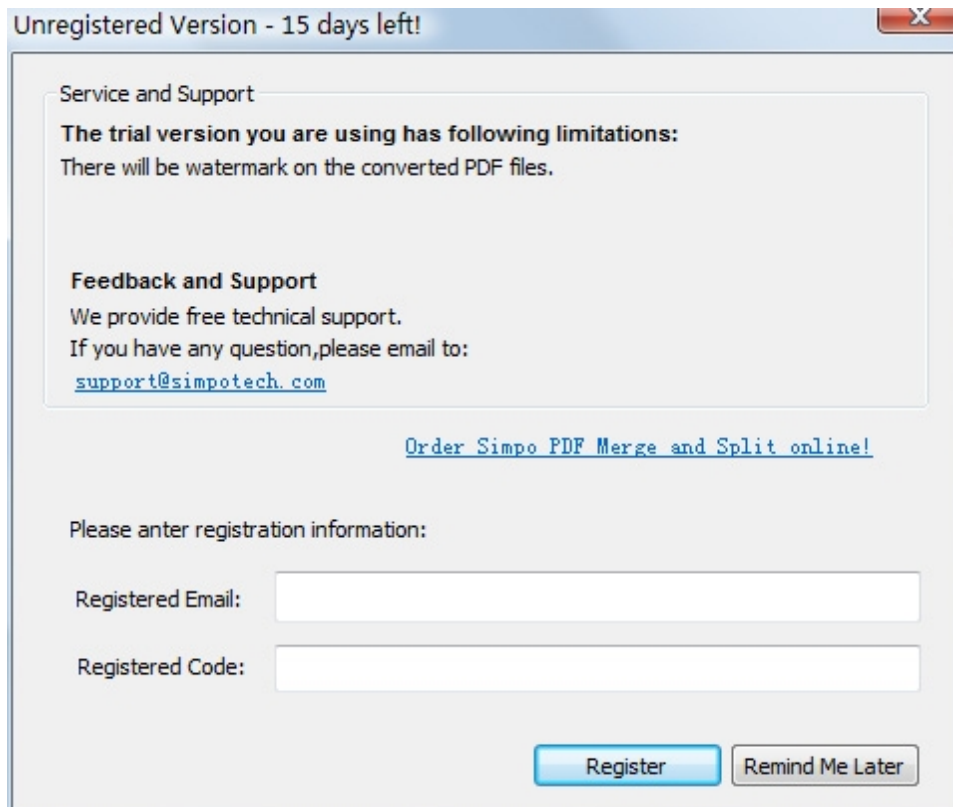 Unregistered Version - 15 days left!
Service and Support
The trial version you are using has following limitations:
There will be watermark on the converted PDF files.
Feedback and Support
We provide free technical support.
If you have any question,please email to:
support@simpotech.com
Order Simpo PDF Merge and Split online!
Please anter registration information:
Registered Email:
Registered Code:
Register
Remind Me Later